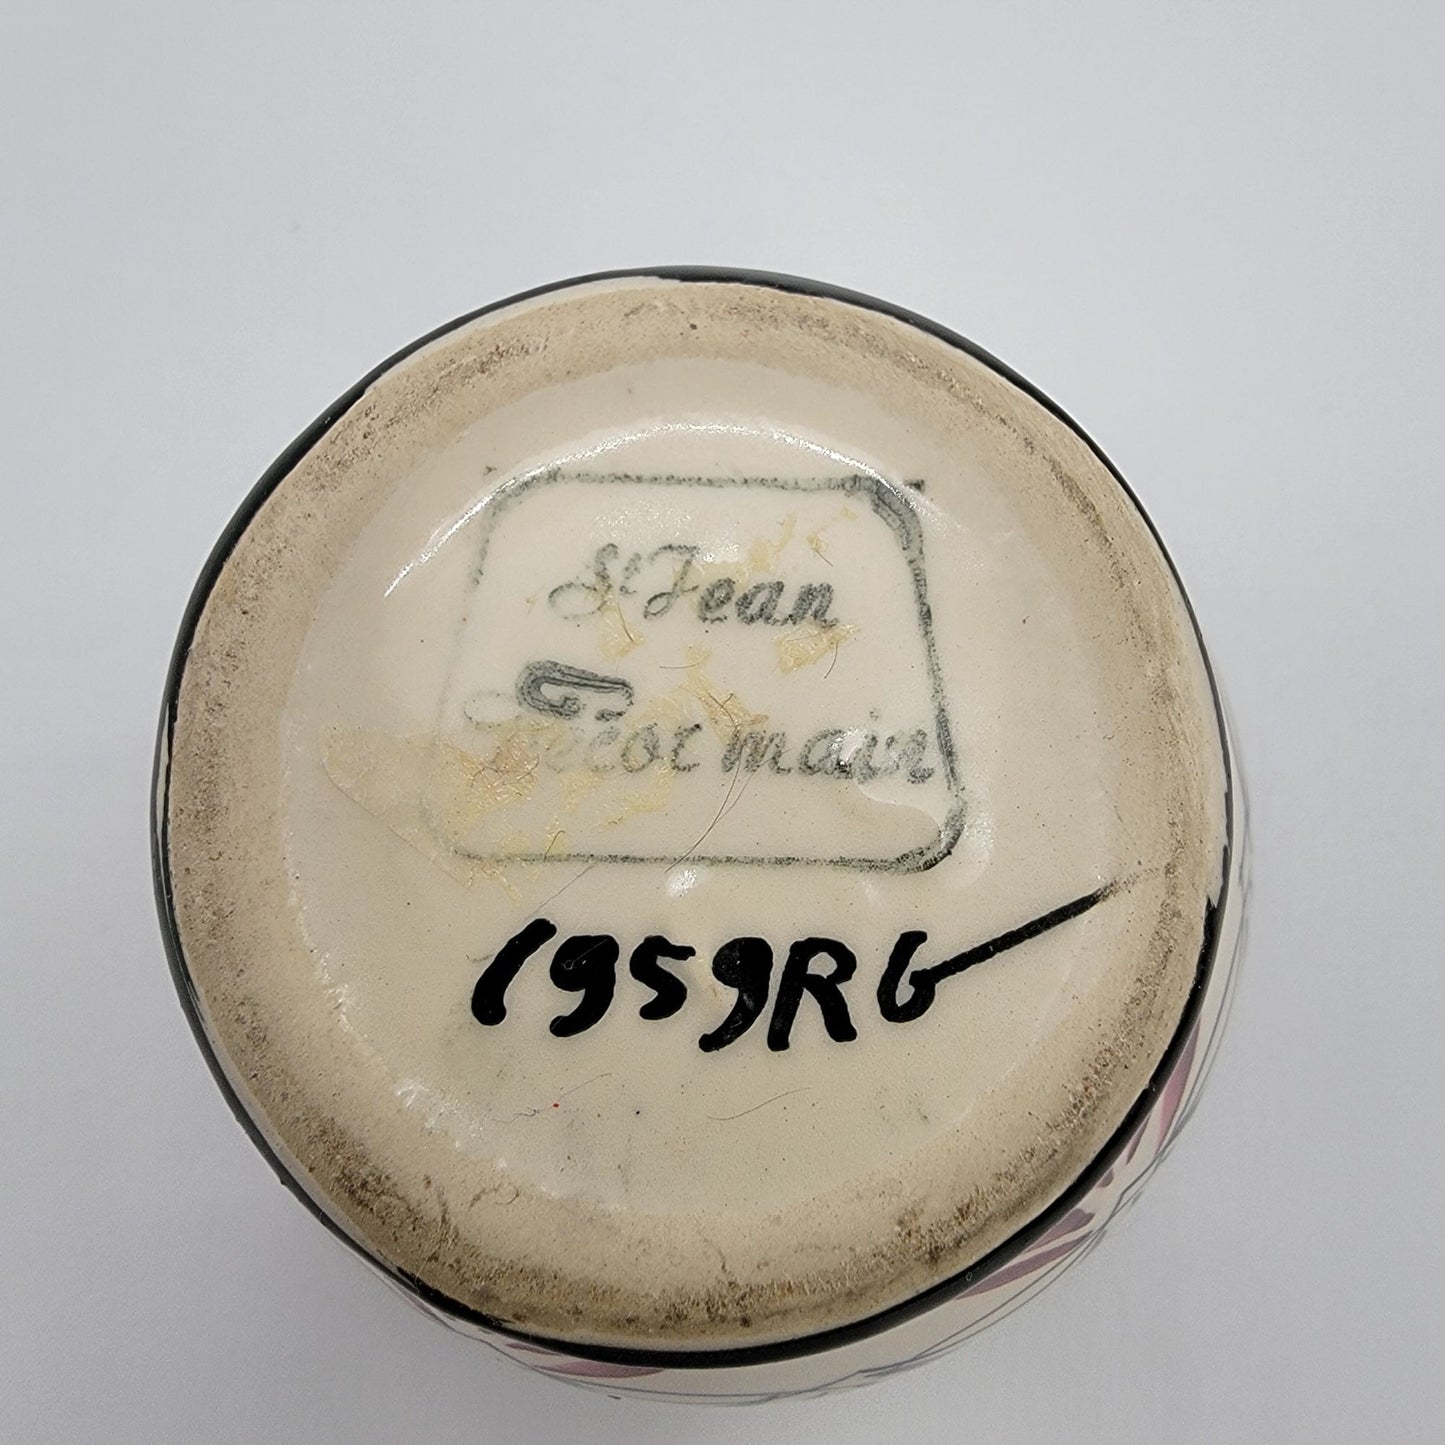 St Jean
Décor main
1959RG